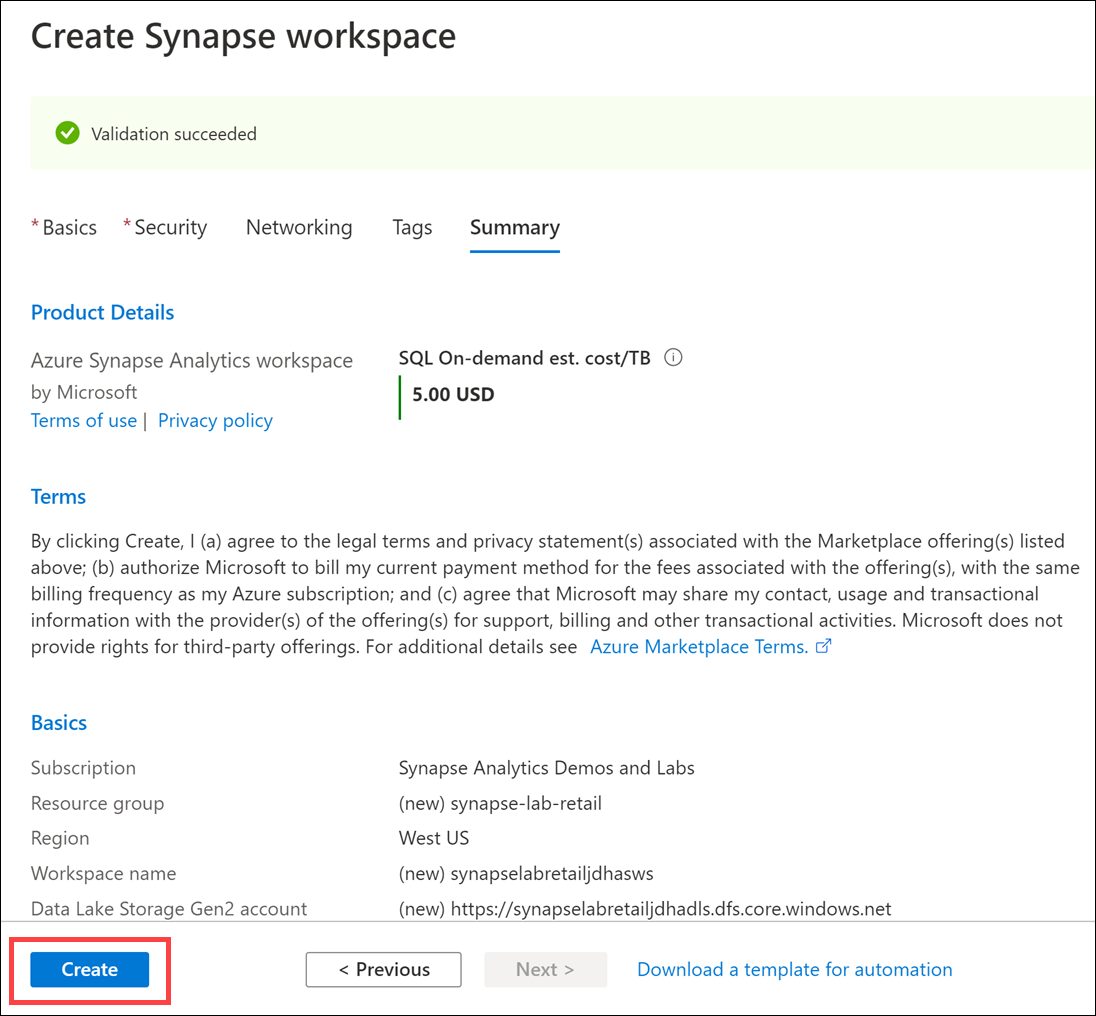 Create Synapse workspace
Validation succeeded
* Basics * Security Networking Tags Summary
Product Details
Azure Synapse Analytics workspace
by Microsoft
Terms of use | Privacy policy
SQL On-demand est. cost/TB
5.00 USD
Terms
By clicking Create, I (a) agree to the legal terms and privacy statement(s) associated with the Marketplace offering(s) listed
above; (b) authorize Microsoft to bill my current payment method for the fees associated with the offering(s), with the same
billing frequency as my Azure subscription; and (c) agree that Microsoft may share my contact, usage and transactional
information with the provider(s) of the offering(s) for support, billing and other transactional activities. Microsoft does not
provide rights for third-party offerings. For additional details see Azure Marketplace Terms.
Basics
Subscription Synapse Analytics Demos and Labs
Resource group (new) synapse-lab-retail
Region West US
Workspace name (new) synapselabretailjdhasws
Data Lake Storage Gen2 account (new) https://synapselabretailjdhadls.dfs.core.windows.net
Create < Previous Next > Download a template for automation